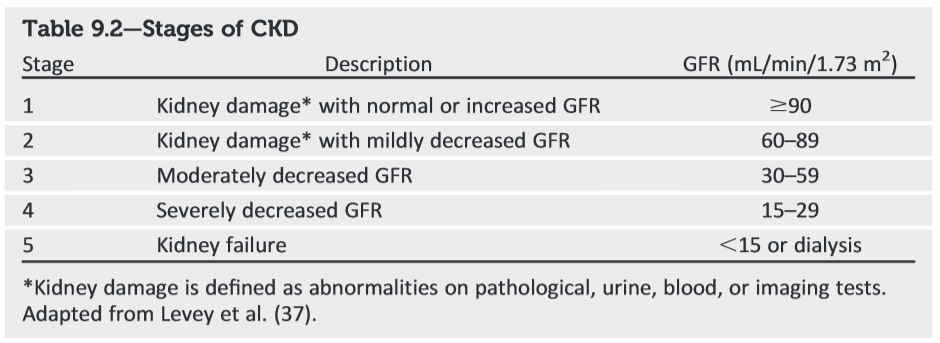 Table 9.2—Stages of CKD
Stage Description GFR (mL/min/1.73 m²)
1 Kidney damage* with normal or increased GFR ≥90
2 Kidney damage* with mildly decreased GFR 60–89
3 Moderately decreased GFR 30–59
4 Severely decreased GFR 15–29
5 Kidney failure <15 or dialysis
*Kidney damage is defined as abnormalities on pathological, urine, blood, or imaging tests.
Adapted from Levey et al. (37).